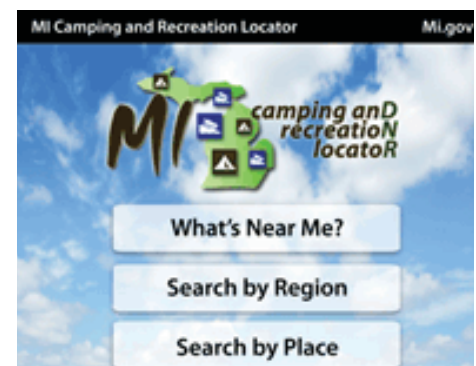 MI Camping and Recreation Locator Mi.gov
MI
camping anD
recreatioN
locatoR
What's Near Me?
Search by Region
Search by Place